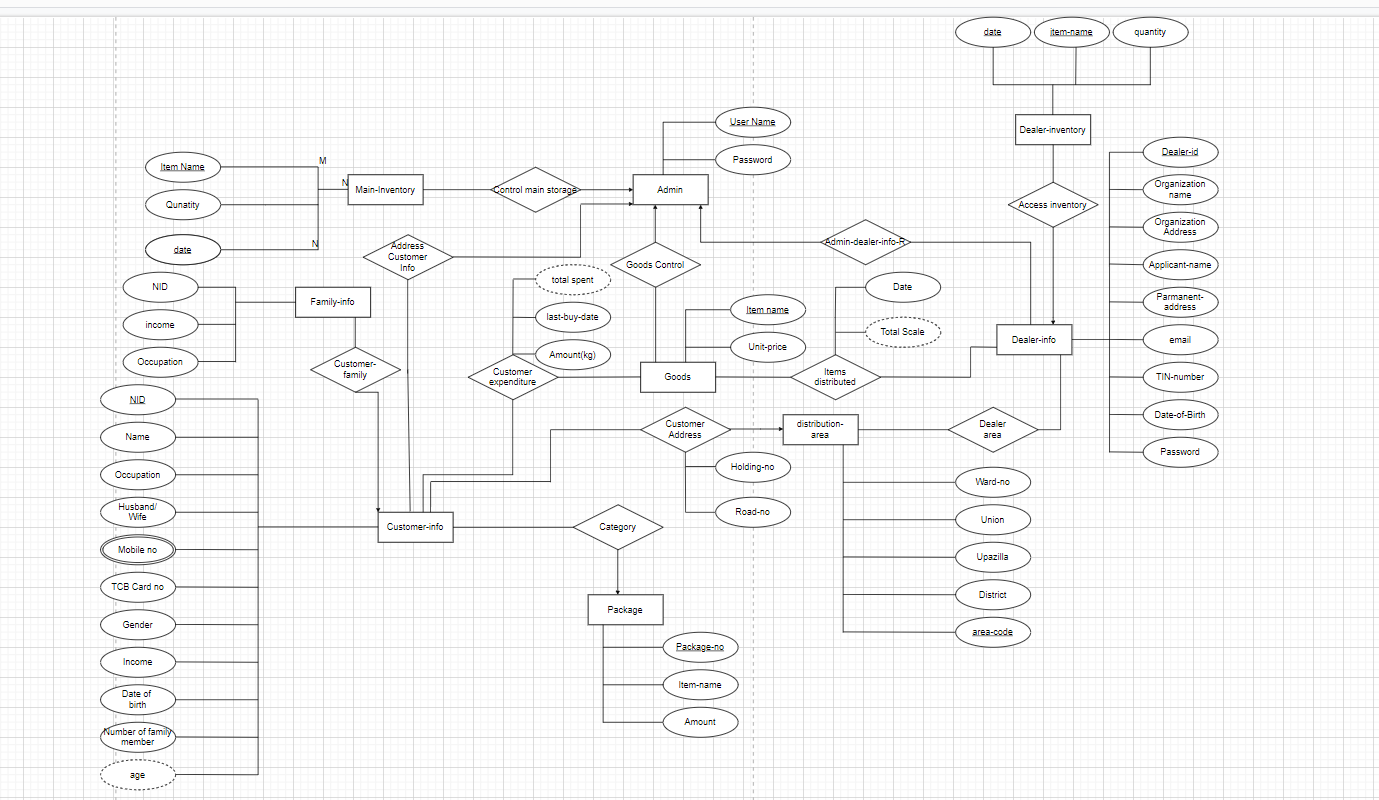 date
item-name
quantity
User Name
Dealer-inventory
Password
Dealer-id
M
Item Name
N
Main-Inventory
Control main storage
Admin
Organization
name
Qunatity
Access inventory
Organization
Address
date
N
Address
Customer
Info
Admin-dealer-info-R
Goods Control
Applicant-name
NID
total spent
Date
Family-info
Item name
Parmanent-
address
income
last-buy-date
Total Scale
Dealer-info
email
Occupation
Amount(kg)
Unit-price
Customer-
family
Customer
expenditure
Goods
Items
distributed
TIN-number
NID
Date-of-Birth
Name
Customer
Address
distribution-
area
Dealer
area
Password
Occupation
Holding-no
Ward-no
Husband/
Wife
Road-no
Union
Customer-info
Category
Mobile no
Upazilla
TCB Card no
District
Package
Gender
area-code
Package-no
Income
Item-name
Date of
birth
Amount
Number of family
member
age